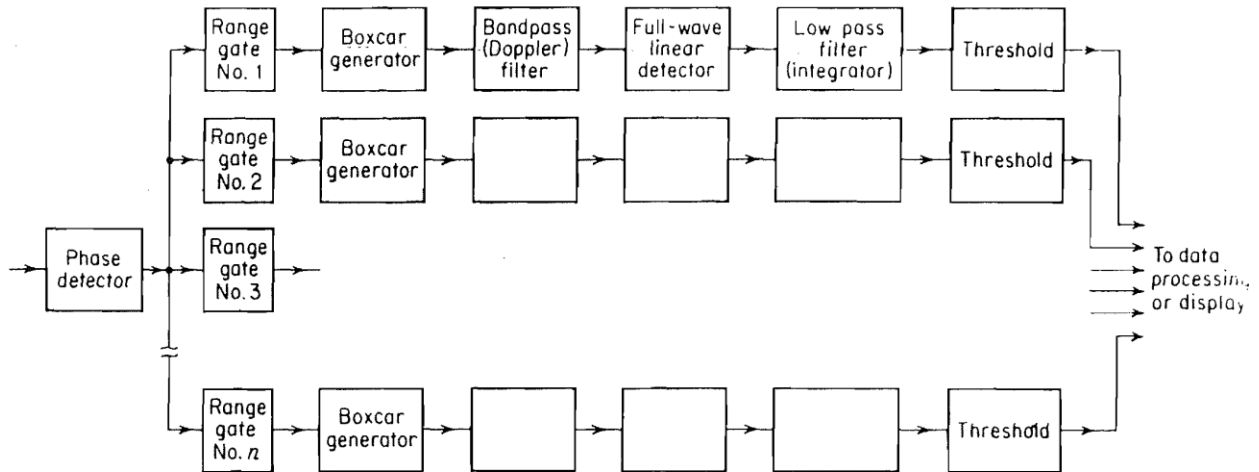 Range
gate
No. 1
Boxcar
generator
Bandpass
(Doppler)
filter
Full-wave
linear
detector
Low pass
filter
(integrator)
Threshold
Range
gate
No. 2
Boxcar
generator
Threshold
Phase
detector
Range
gate
No. 3
To data
processing,
or display
Range
gate
No. n
Boxcar
generator
Threshold